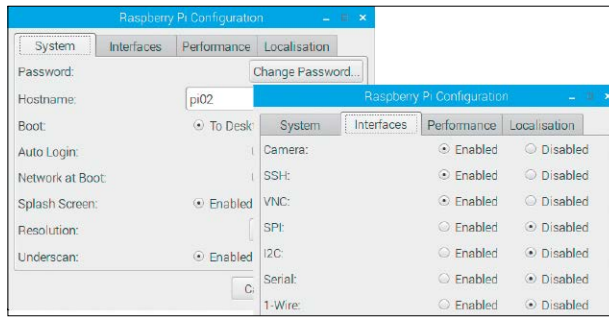 Raspberry Pi Configuration
System Interfaces Performance Localisation
Password: Change Password...
Hostname: pi02
Boot: To Desk
Auto Login:
Network at Boot:
Splash Screen: Enabled
Resolution:
Underscan: Enabled
Raspberry Pi Configuration
System Interfaces Performance Localisation
Camera: Enabled Disabled
SSH: Enabled Disabled
VNC: Enabled Disabled
SPI: Enabled Disabled
I2C: Enabled Disabled
Serial: Enabled Disabled
1-Wire: Enabled Disabled